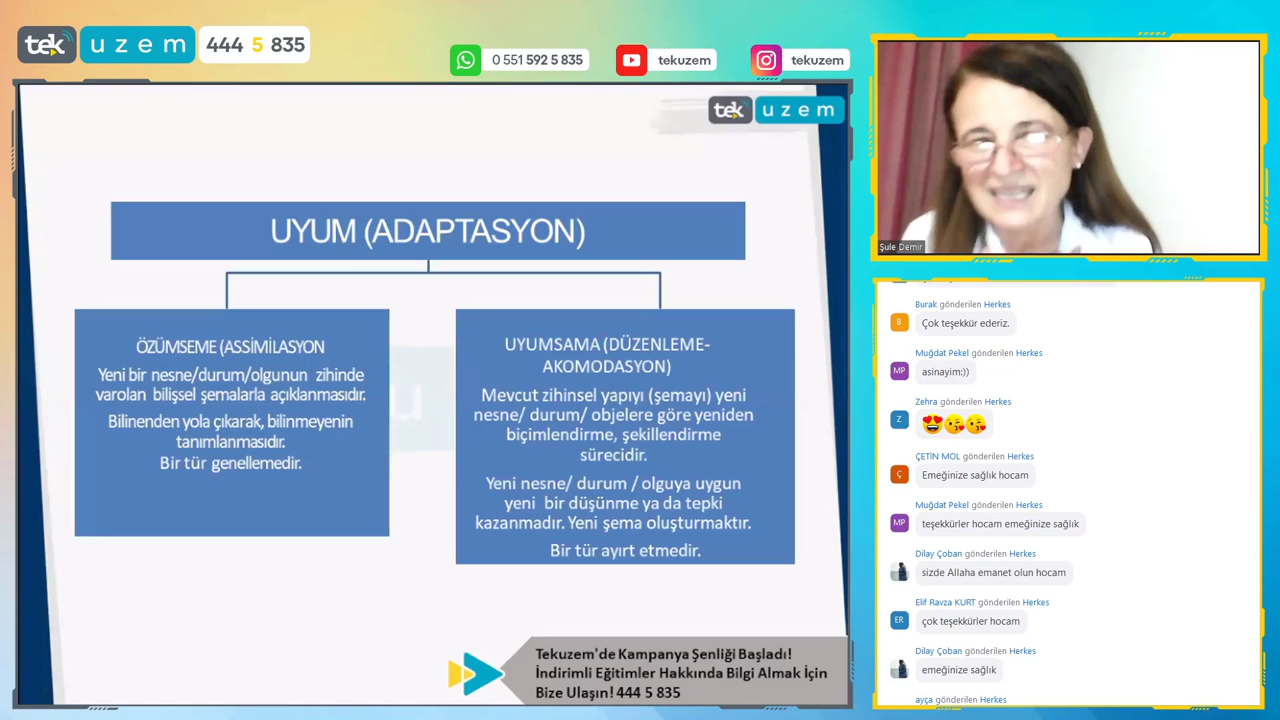 tek uzem 444 5 835
0 551 592 5 835
tekuzem
tekuzem
tek uzem
UYUM (ADAPTASYON)
ÖZÜMSEME (ASSİMİLASYON
Yeni bir nesne/durum/olgunun zihinde
varolan bilişsel şemalarla açıklanmasıdır.
Bilinenden yola çıkarak, bilinmeyenin
tanımlanmasıdır.
Bir tür genellemedir.
UYUMSAMA (DÜZENLEME-
AKOMODASYON)
Mevcut zihinsel yapıyı (şemayı) yeni
nesne/ durum/ objelere göre yeniden
biçimlendirme, şekillendirme
sürecidir.
Yeni nesne/ durum / olguya uygun
yeni bir düşünme ya da tepki
kazanmadır. Yeni şema oluşturmaktır.
Bir tür ayırt etmedir.
Tekuzem'de Kampanya Şenliği Başladı!
İndirimli Eğitimler Hakkında Bilgi Almak İçin
Bize Ulaşın! 444 5 835
Şule Demir
Burak gönderilen Herkes
B
Çok teşekkür ederiz.
Muğdat Pekel gönderilen Herkes
MP
asinayim:))
Zehra gönderilen Herkes
Z
ÇETİN MOL gönderilen Herkes
Ç
Emeğinize sağlık hocam
Muğdat Pekel gönderilen Herkes
MP
teşekkürler hocam emeğinize sağlık
Dilay Çoban gönderilen Herkes
sizde Allaha emanet olun hocam
Elif Ravza KURT gönderilen Herkes
ER
çok teşekkürler hocam
Dilay Çoban gönderilen Herkes
emeğinize sağlık
ayça gönderilen Herkes